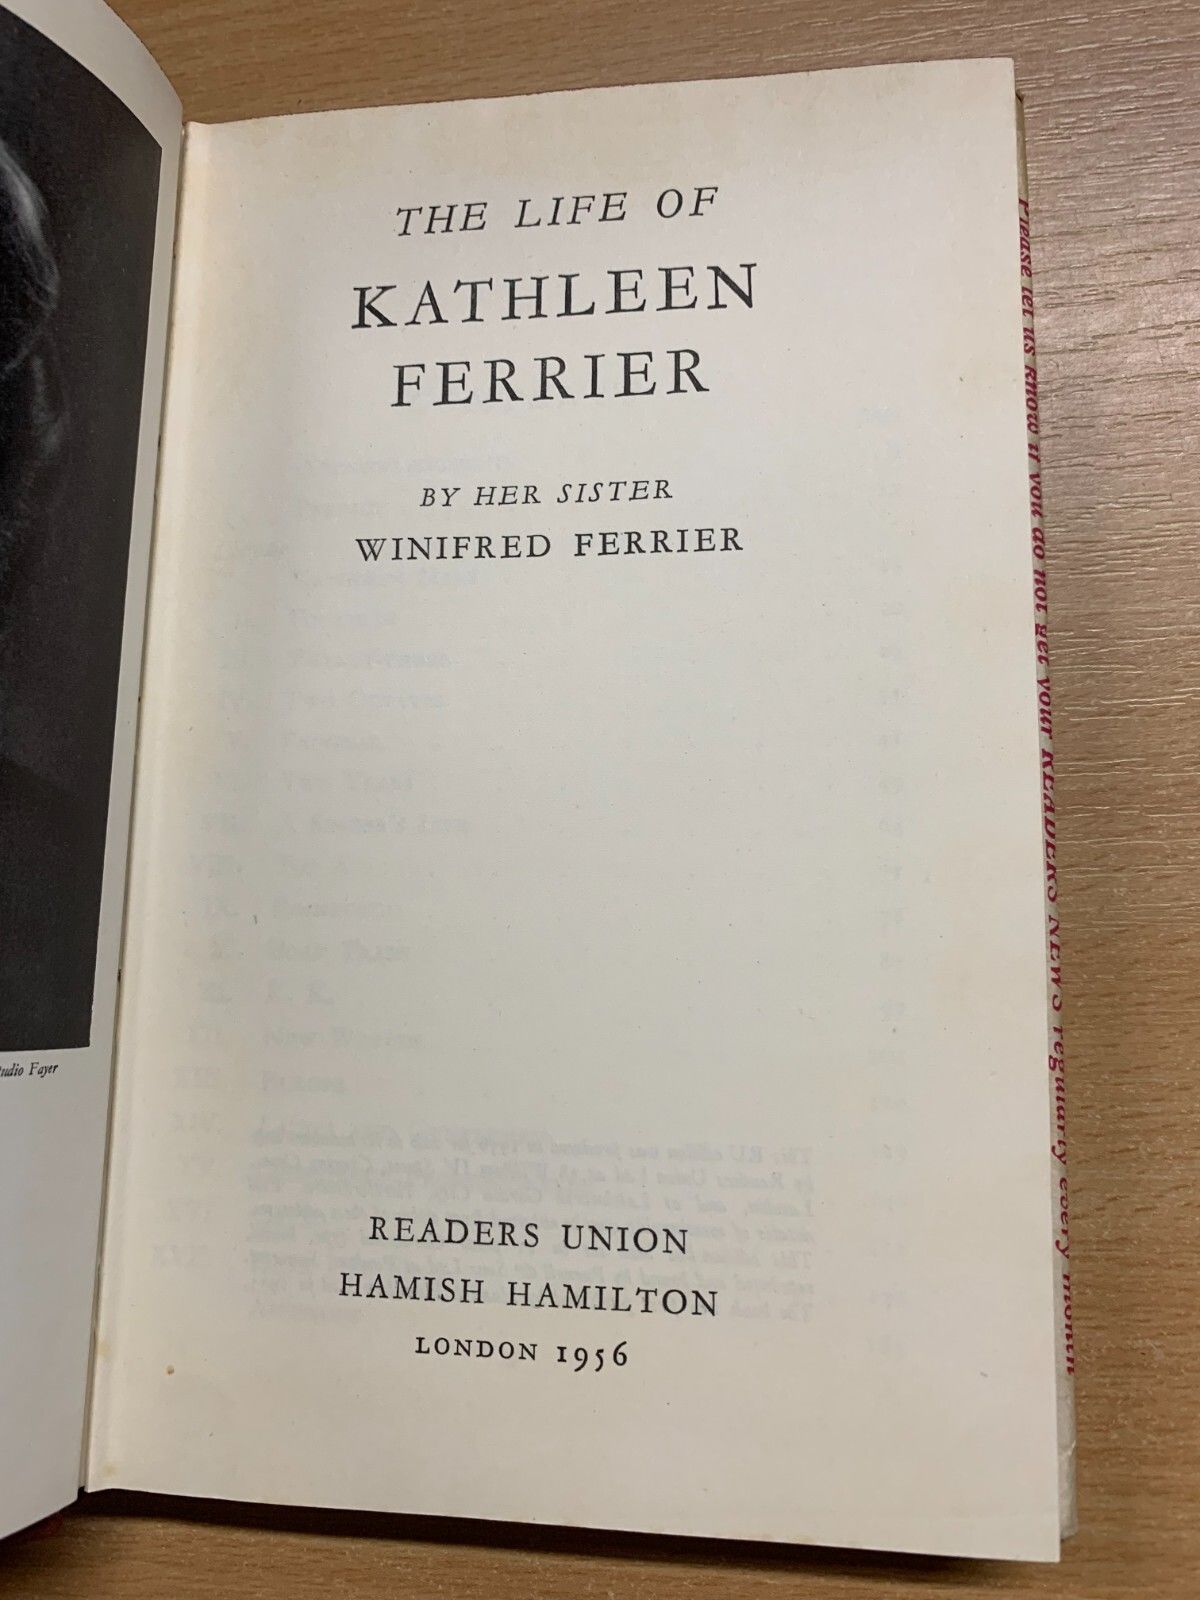 THE LIFE OF
KATHLEEN
FERRIER
BY HER SISTER
WINIFRED FERRIER
READERS UNION
HAMISH HAMILTON
LONDON 1956
Fayer
Please let us know if you do not get your READERS NEWS regularly every month